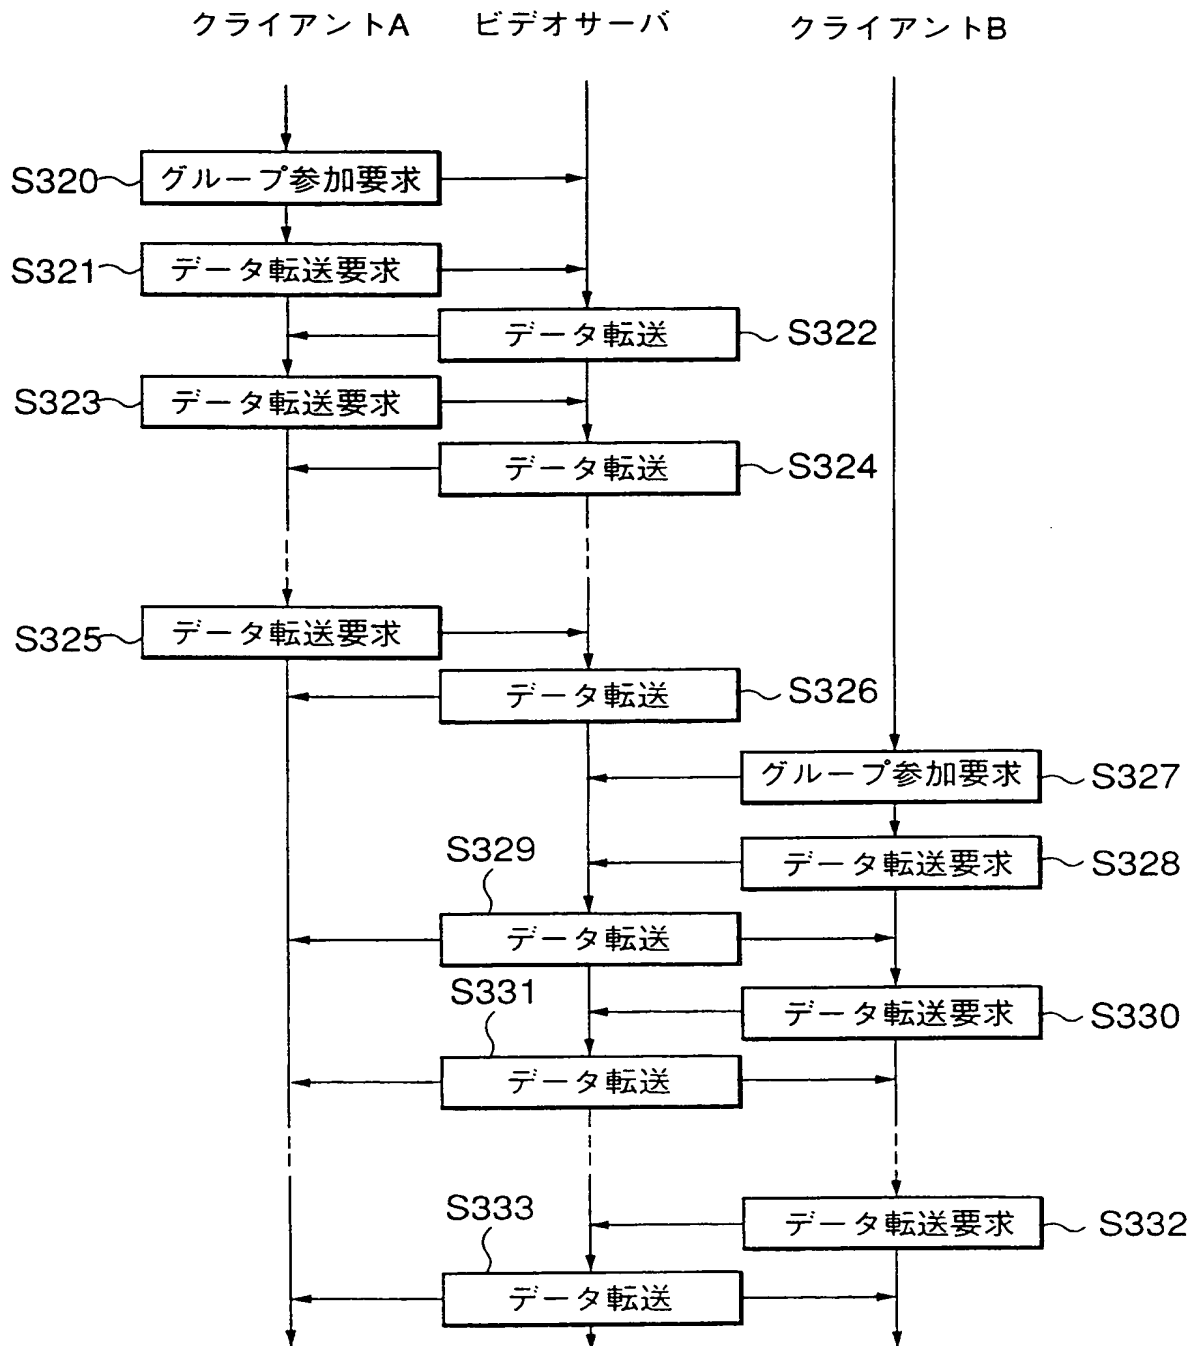 クライアントA
ビデオサーバ
クライアントB
S320
グループ参加要求
S321
データ転送要求
データ転送
S322
S323
データ転送要求
データ転送
S324
S325
データ転送要求
データ転送
S326
グループ参加要求
S327
S329
データ転送要求
S328
データ転送
S331
データ転送要求
S330
データ転送
S333
データ転送要求
S332
データ転送